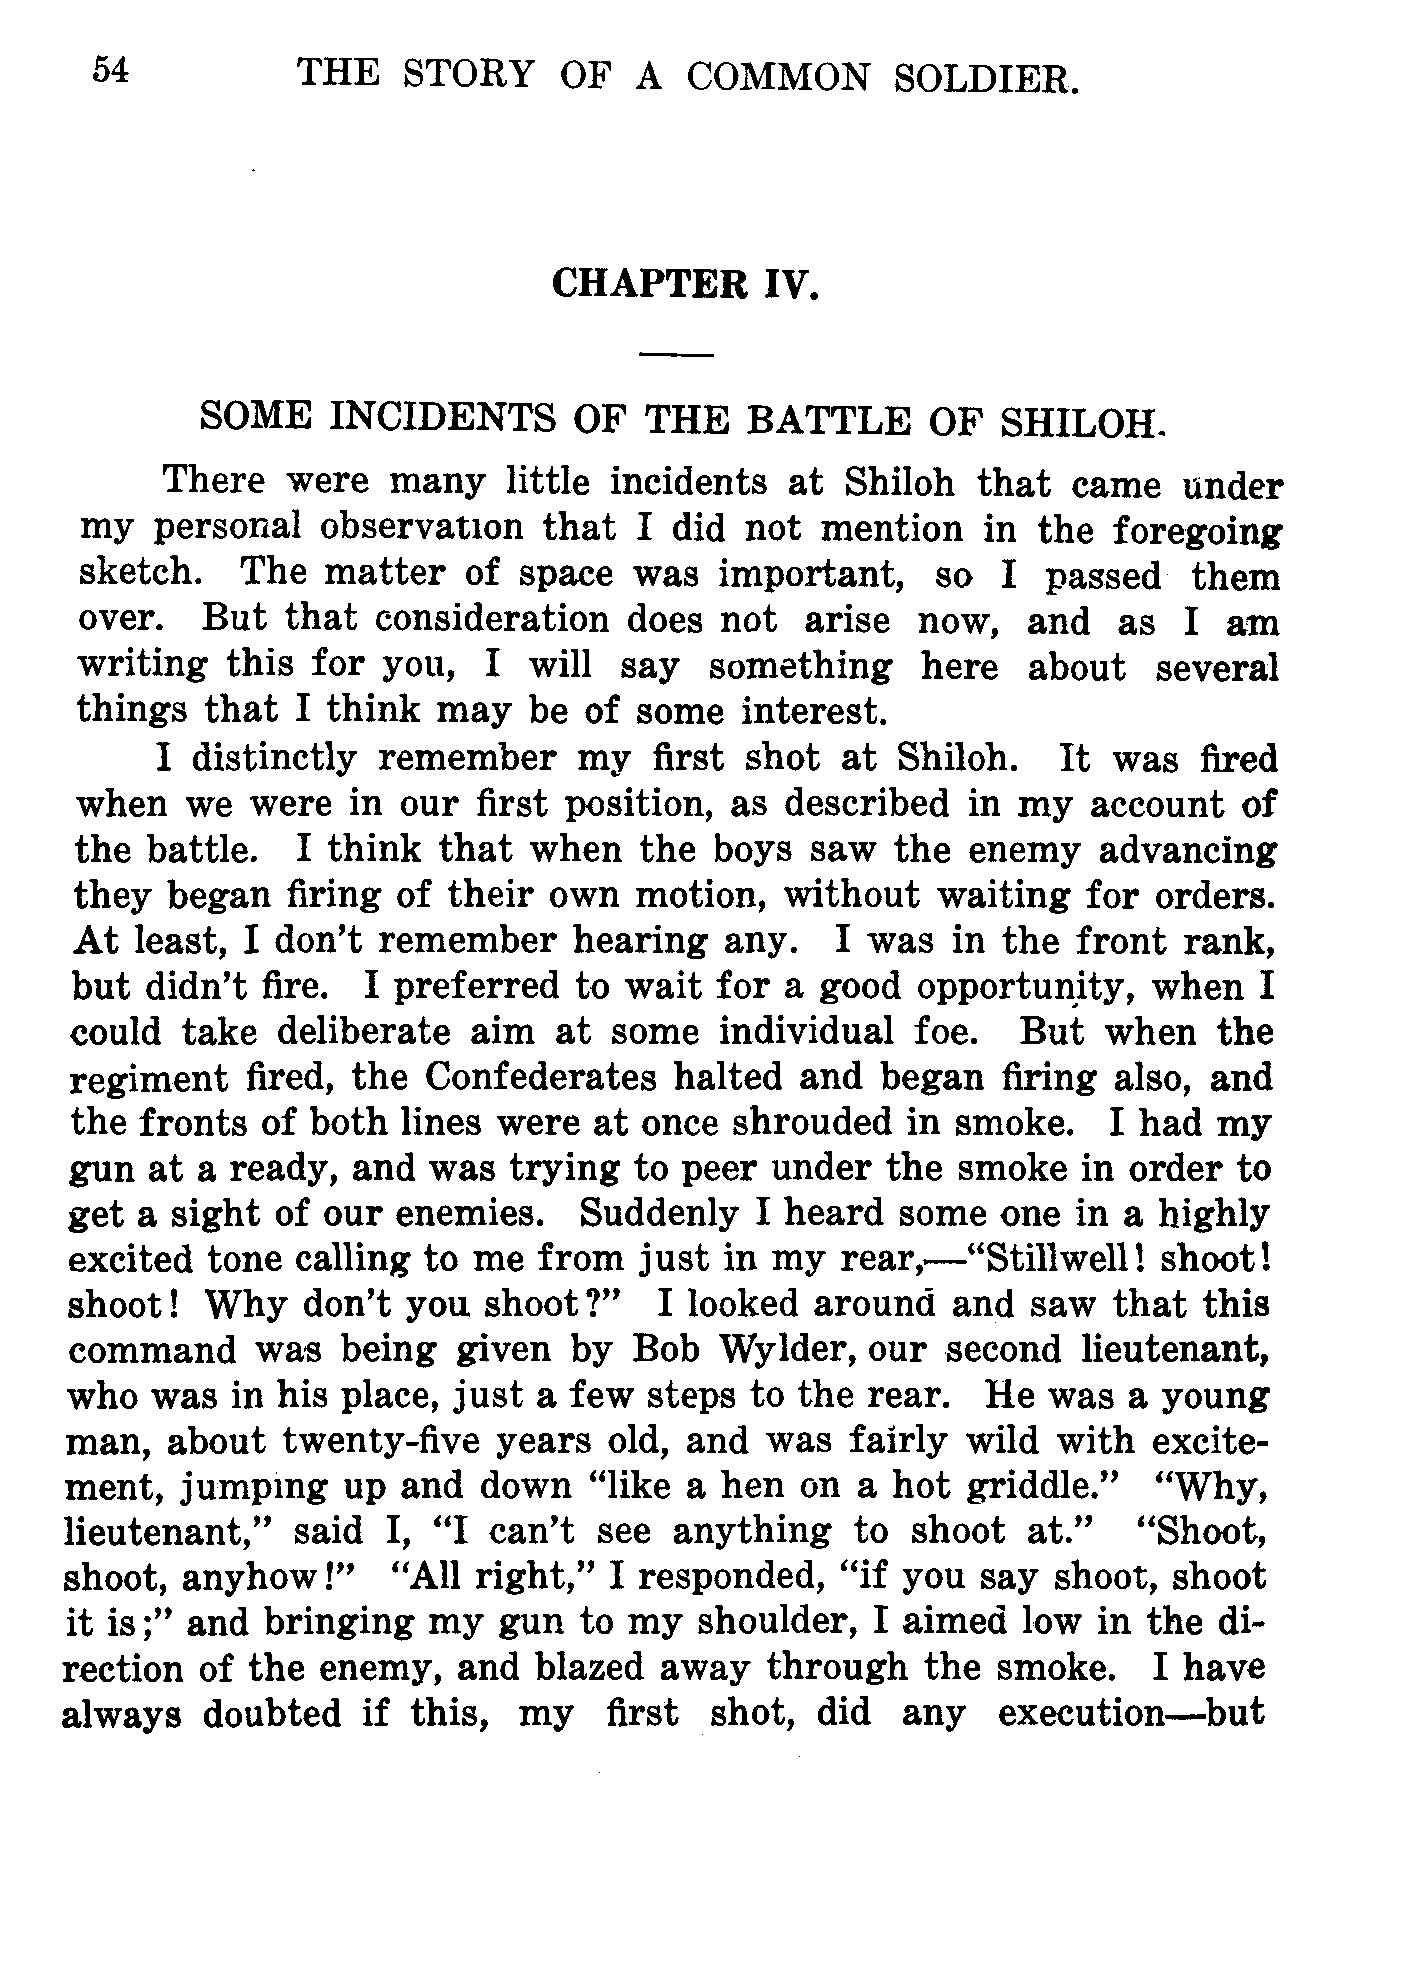 54 THE STORY OF A COMMON SOLDIER.
CHAPTER IV.
SOME INCIDENTS OF THE BATTLE OF SHILOH.
There were many little incidents at Shiloh that came under
my personal observation that I did not mention in the foregoing
sketch. The matter of space was important, so I passed them
over. But that consideration does not arise now, and as I am
writing this for you, I will say something here about several
things that I think may be of some interest.
I distinctly remember my first shot at Shiloh. It was fired
when we were in our first position, as described in my account of
the battle. I think that when the boys saw the enemy advancing
they began firing of their own motion, without waiting for orders.
At least, I don't remember hearing any. I was in the front rank,
but didn't fire. I preferred to wait for a good opportunity, when I
could take deliberate aim at some individual foe. But when the
regiment fired, the Confederates halted and began firing also, and
the fronts of both lines were at once shrouded in smoke. I had my
gun at a ready, and was trying to peer under the smoke in order to
get a sight of our enemies. Suddenly I heard some one in a highly
excited tone calling to me from just in my rear,—"Stillwell! shoot!
shoot! Why don't you shoot?" I looked around and saw that this
command was being given by Bob Wylder, our second lieutenant,
who was in his place, just a few steps to the rear. He was a young
man, about twenty-five years old, and was fairly wild with excite-
ment, jumping up and down "like a hen on a hot griddle." "Why,
lieutenant," said I, "I can't see anything to shoot at." "Shoot,
shoot, anyhow!" "All right," I responded, "if you say shoot, shoot
it is;" and bringing my gun to my shoulder, I aimed low in the di-
rection of the enemy, and blazed away through the smoke. I have
always doubted if this, my first shot, did any execution—but